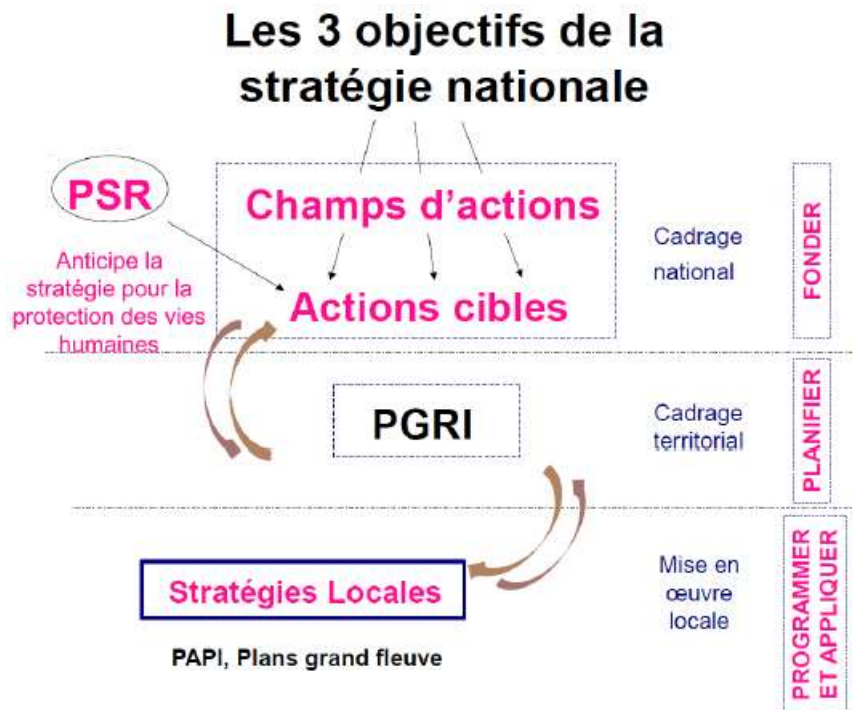 Les 3 objectifs de la
stratégie nationale
PSR
Anticipe la
stratégie pour la
protection des vies
humaines
Champs d'actions
Actions cibles
Cadrage
national
FONDER
PGRI
Cadrage
territorial
PLANIFIER
Stratégies Locales
PAPI, Plans grand fleuve
Mise en
œuvre
locale
PROGRAMMER
ET APPLIQUER